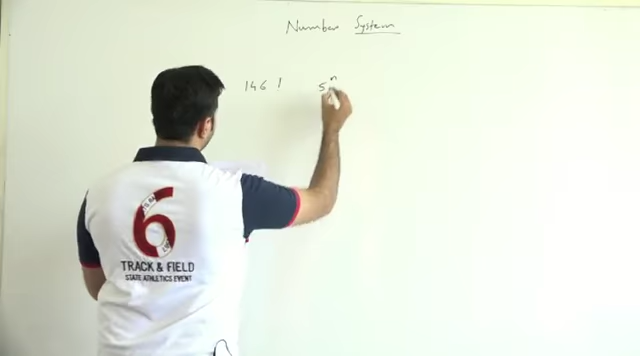 Number System
146 ! 5^n
6
TRACK & FIELD
STATE ATHLETICS EVENT